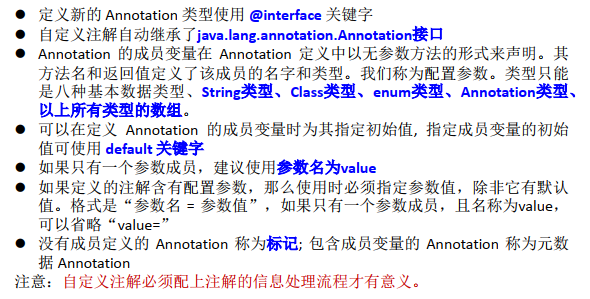 ● 定义新的 Annotation 类型使用 @interface 关键字
● 自定义注解自动继承了java.lang.annotation.Annotation接口
● Annotation 的成员变量在 Annotation 定义中以无参数方法的形式来声明。其
方法名和返回值定义了该成员的名字和类型。我们称为配置参数。类型只能
是八种基本数据类型、String类型、Class类型、enum类型、Annotation类型、
以上所有类型的数组。
● 可以在定义 Annotation 的成员变量时为其指定初始值, 指定成员变量的初始
值可使用 default 关键字
● 如果只有一个参数成员，建议使用参数名为value
● 如果定义的注解含有配置参数，那么使用时必须指定参数值，除非它有默认
值。格式是“参数名 = 参数值”，如果只有一个参数成员，且名称为value，
可以省略“value=”
● 没有成员定义的 Annotation 称为标记; 包含成员变量的 Annotation 称为元数
据 Annotation
注意：自定义注解必须配上注解的信息处理流程才有意义。